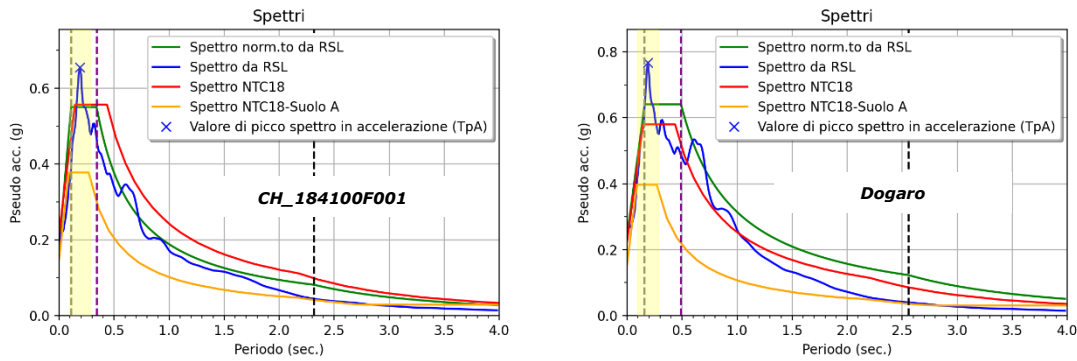 Spettri
Pseudo acc. (g)
0.6
0.4
0.2
0.0
Spettro norm.to da RSL
Spettro da RSL
Spettro NTC18
Spettro NTC18-Suolo A
Valore di picco spettro in accelerazione (TpA)
CH_184100F001
0.0 0.5 1.0 1.5 2.0 2.5 3.0 3.5 4.0
Periodo (sec.)
Spettri
Pseudo acc. (g)
0.8
0.6
0.4
0.2
0.0
Spettro norm.to da RSL
Spettro da RSL
Spettro NTC18
Spettro NTC18-Suolo A
Valore di picco spettro in accelerazione (TpA)
Dogaro
0.0 0.5 1.0 1.5 2.0 2.5 3.0 3.5 4.0
Periodo (sec.)